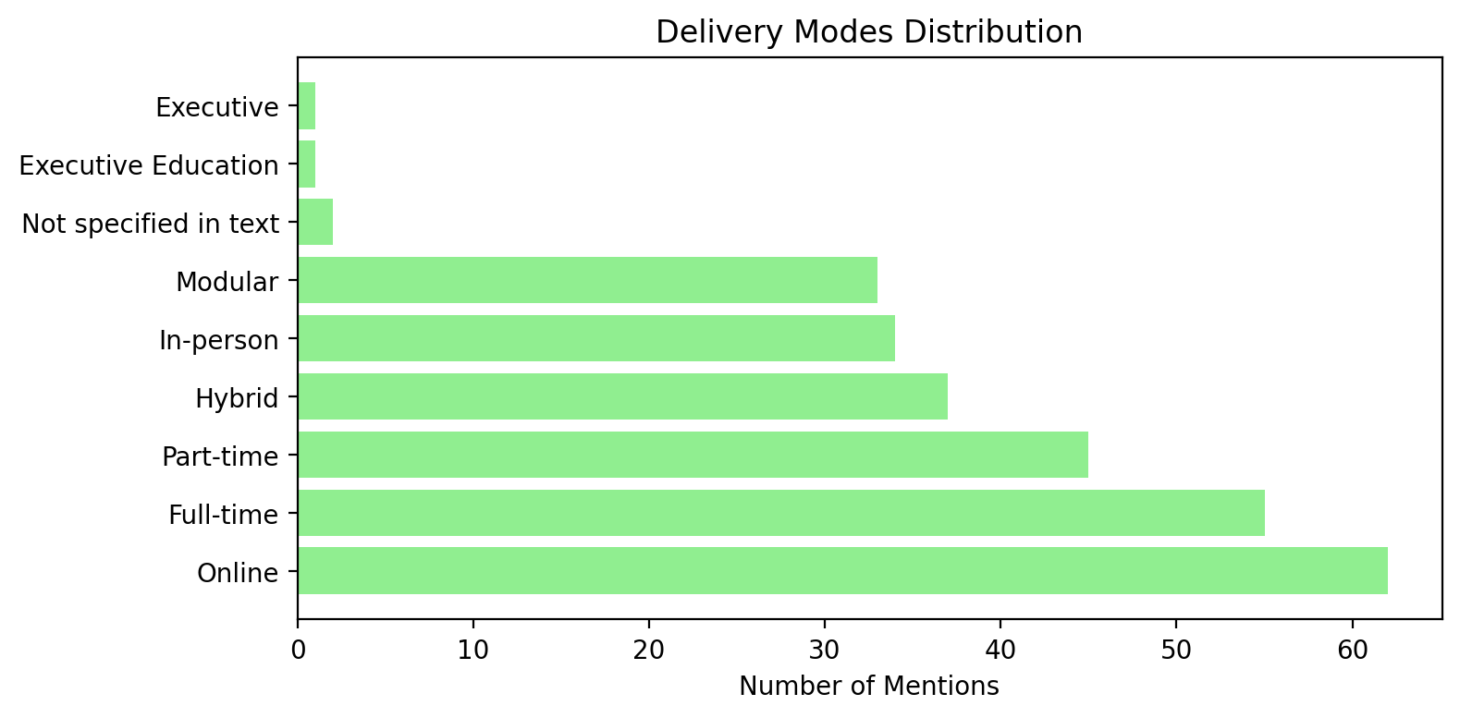 Delivery Modes Distribution
Executive
Executive Education
Not specified in text
Modular
In-person
Hybrid
Part-time
Full-time
Online
0 10 20 30 40 50 60
Number of Mentions